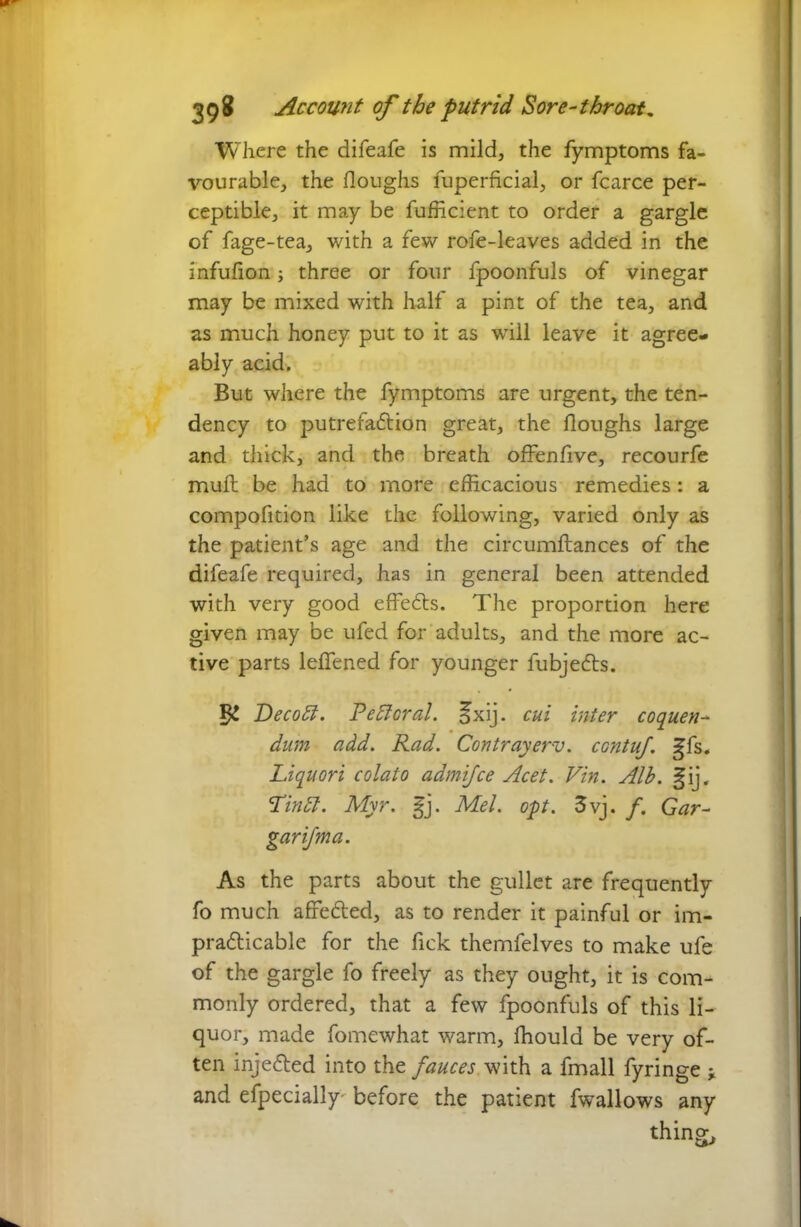 398 Account of the putrid Sore-throat.
Where the diſeaſe is mild, the ſymptoms fa-
vourable, the ſloughs ſuperficial, or ſcarce per-
ceptible, it may be ſufficient to order a gargle
of ſage-tea, with a few roſe-leaves added in the
infuſion; three or four ſpoonfuls of vinegar
may be mixed with half a pint of the tea, and
as much honey put to it as will leave it agree-
ably acid.
But where the ſymptoms are urgent, the ten-
dency to putrefaction great, the ſloughs large
and thick, and the breath offenſive, recourſe
muſt be had to more efficacious remedies: a
compoſition like the following, varied only as
the patient's age and the circumſtances of the
diſeaſe required, has in general been attended
with very good effects. The proportion here
given may be uſed for adults, and the more ac-
tive parts leſſened for younger ſubjects.
℞ Decoct. Pectoral. ℥xij. cui inter coquen-
dum add. Rad. Contrayerv. contuſ. ℥ſs.
Liquori colato admiſce Acet. Vin. Alb. ℥ij.
Tinct. Myr. ℥j. Mel. opt. ʒvj. f. Gar-
gariſma.
As the parts about the gullet are frequently
ſo much affected, as to render it painful or im-
practicable for the ſick themſelves to make uſe
of the gargle ſo freely as they ought, it is com-
monly ordered, that a few ſpoonfuls of this li-
quor, made ſomewhat warm, ſhould be very of-
ten injected into the fauces with a ſmall ſyringe;
and eſpecially before the patient ſwallows any
thing,